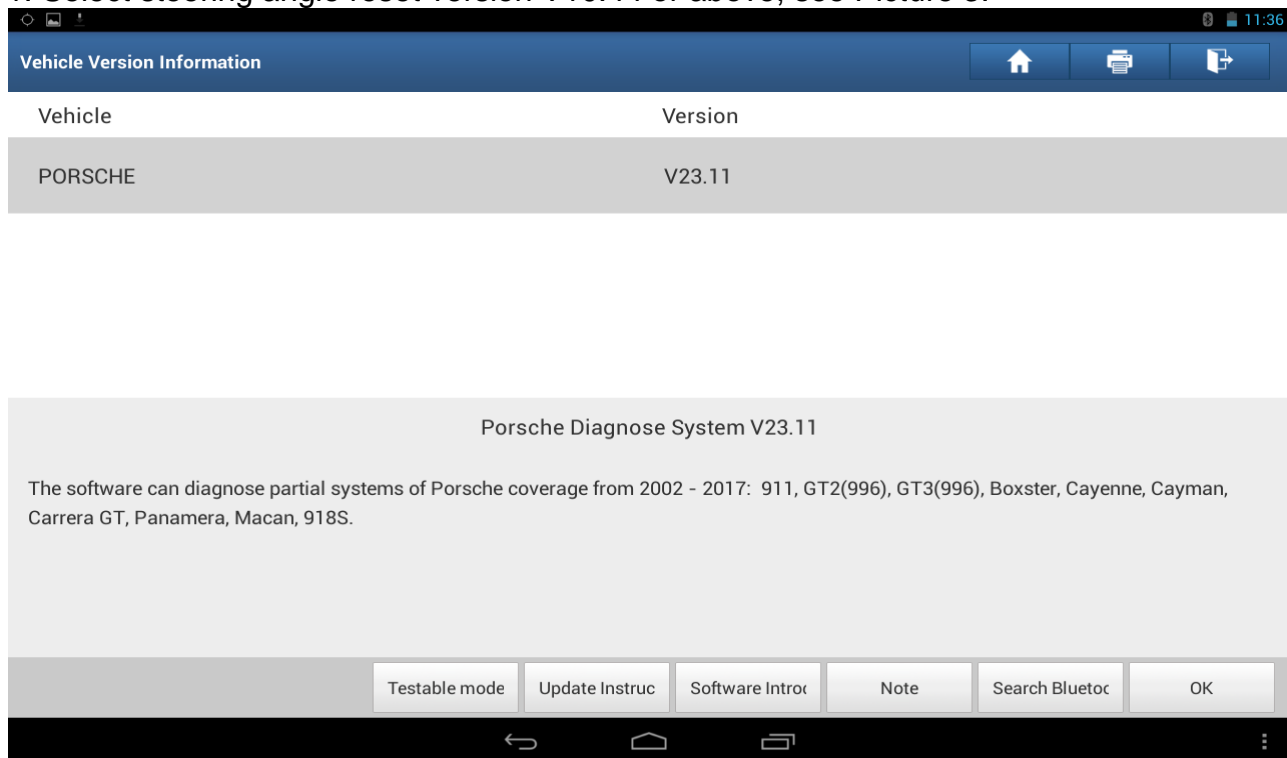 11:36
Vehicle Version Information
Vehicle Version
PORSCHE V23.11
Porsche Diagnose System V23.11
The software can diagnose partial systems of Porsche coverage from 2002 - 2017: 911, GT2(996), GT3(996), Boxster, Cayenne, Cayman,
Carrera GT, Panamera, Macan, 918S.
Testable mode Update Instruc Software Introc Note Search Bluetoc OK